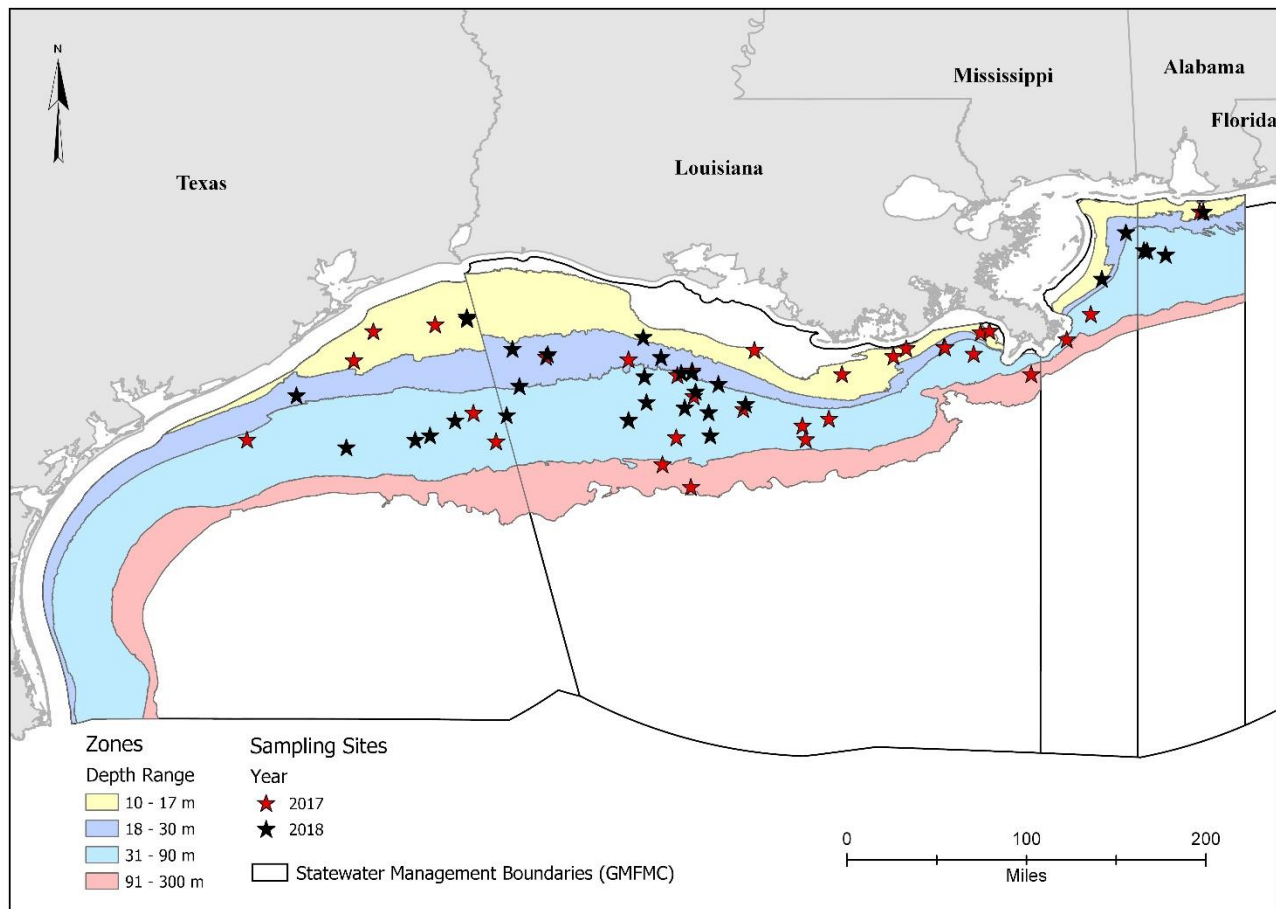 N
Mississippi
Alabama
Florida
Louisiana
Texas
Zones
Depth Range
10 - 17 m
18 - 30 m
31 - 90 m
91 - 300 m
Sampling Sites
Year
2017
2018
Statewater Management Boundaries (GMFMC)
0 100 200
Miles